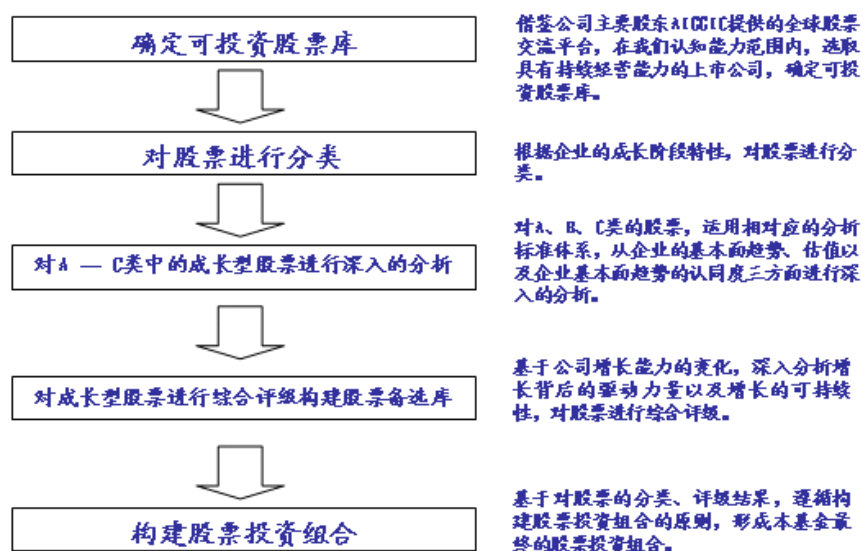 确定可投资股票库
借鉴公司主要股东AIGGIC提供的全球股票
交流平台，在我们认知能力范围内，选取
具有持续经营能力的上市公司，确定可投
资股票库。
对股票进行分类
根据企业的成长阶段特性，对股票进行分
类。
对A — C类中的成长型股票进行深入的分析
对A、B、C类的股票，运用相对应的分析
标准体系，从企业的基本面趋势、估值以
及企业基本面趋势的认同度三方面进行深
入的分析。
对成长型股票进行综合评级构建股票备选库
基于公司增长能力的变化，深入分析增
长背后的驱动力量以及增长的可持续
性，对股票进行综合评级。
构建股票投资组合
基于对股票的分类、评级结果，遵循构
建股票投资组合的原则，形成本基金最
终的股票投资组合。